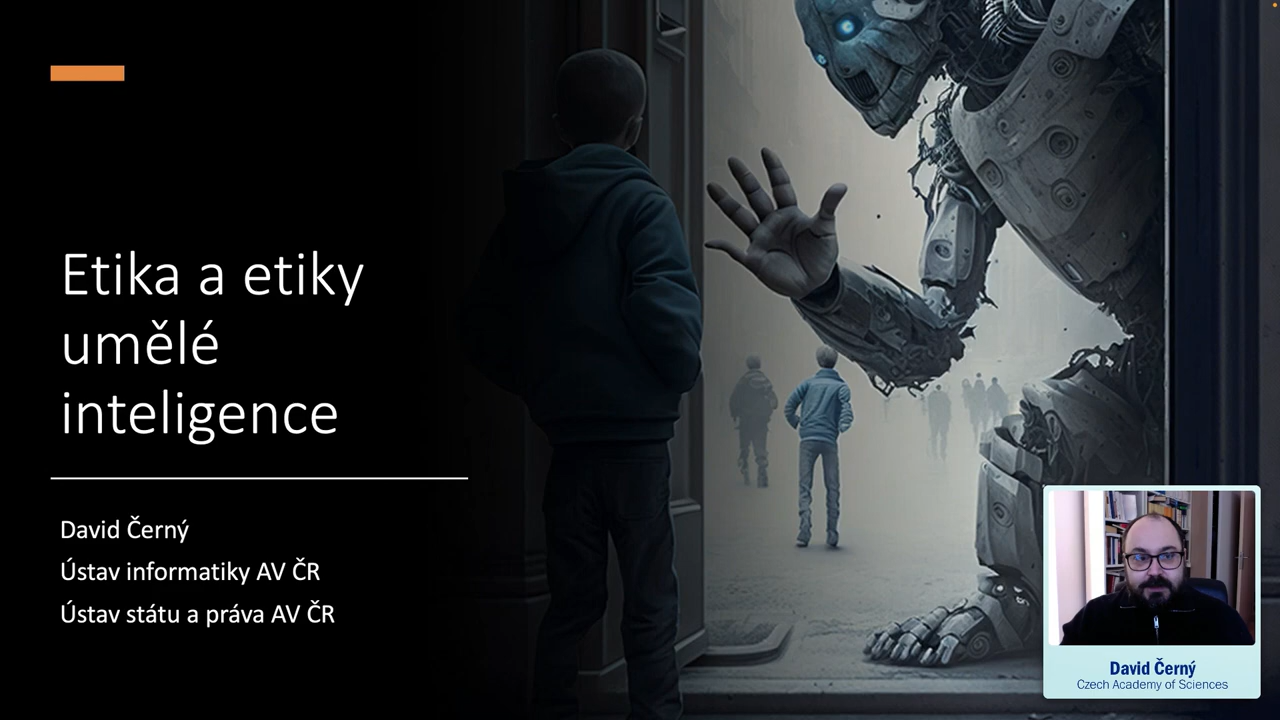 Etika a etiky
umělé
inteligence
David Černý
Ústav informatiky AV ČR
Ústav státu a práva AV ČR
David Černý
Czech Academy of Sciences